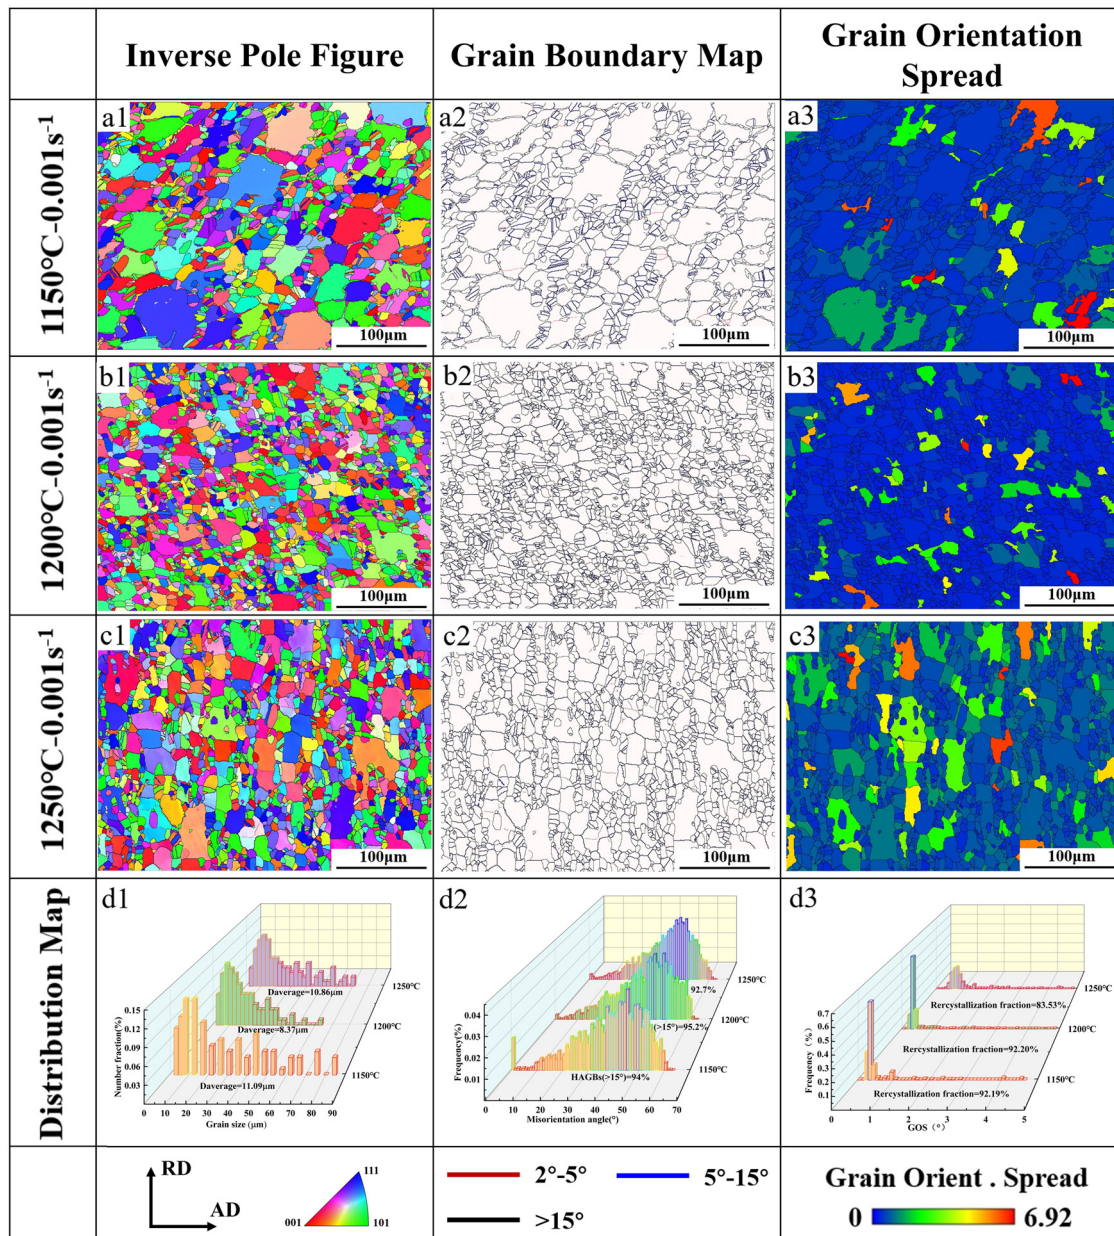 Inverse Pole Figure
Grain Boundary Map
Grain Orientation
Spread
1150°C-0.001s⁻¹
a1
100μm
a2
100μm
a3
100μm
1200°C-0.001s⁻¹
b1
100μm
b2
100μm
b3
100μm
1250°C-0.001s⁻¹
c1
100μm
c2
100μm
c3
100μm
Distribution Map
d1
Number fraction(%)
0.15
0.12
0.09
0.06
0.03
Daverage=10.86μm
Daverage=8.37μm
Daverage=11.09μm
1250℃
1200℃
1150℃
0 10 20 30 40 50 60 70 80 90
Grain size (μm)
d2
Frequency(%)
0.04
0.03
0.02
0.01
92.7%
(>15°)=95.2%
HAGBs(>15°)=94%
1250℃
1200℃
1150℃
0 10 20 30 40 50 60 70
Misorientation angle(°)
d3
Frequency (%)
0.7
0.6
0.5
0.4
0.3
0.2
0.1
Rercystallization fraction=83.53%
Rercystallization fraction=92.20%
Rercystallization fraction=92.19%
1250℃
1200℃
1150℃
0 1 2 3 4 5
GOS (°)
RD
AD
111
001
101
2°-5°
5°-15°
>15°
Grain Orient . Spread
0
6.92